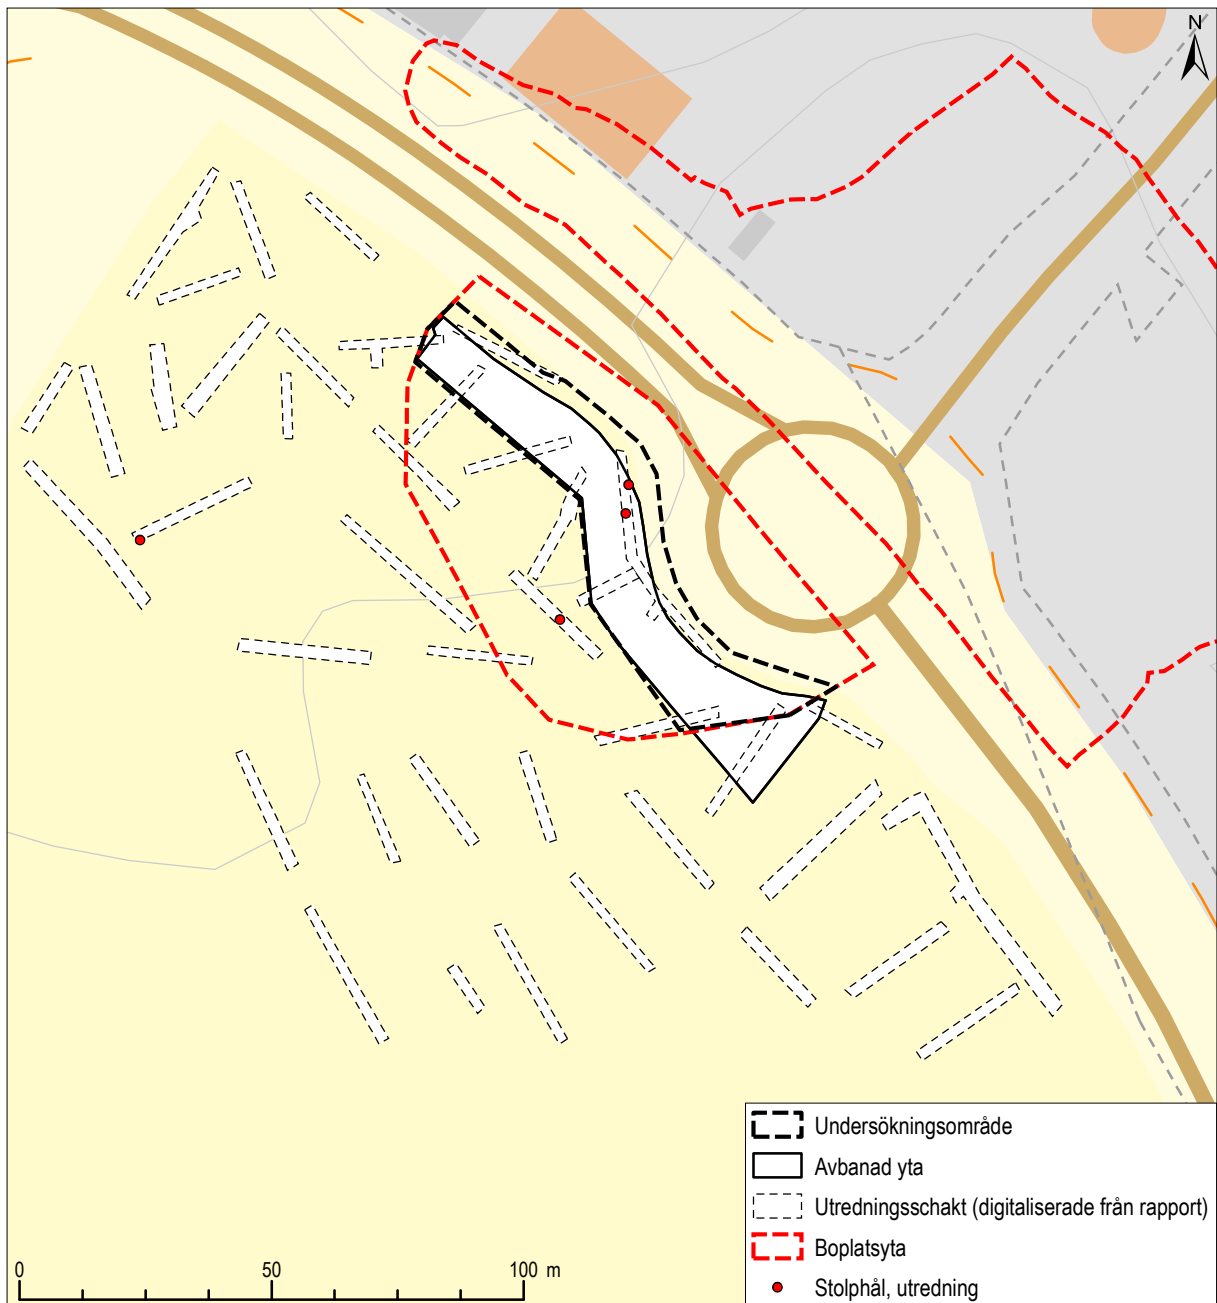 N
Undersökningsområde
Avbanad yta
Utredningsschakt (digitaliserade från rapport)
Boplatsyta
Stolphål, utredning
0 50 100 m